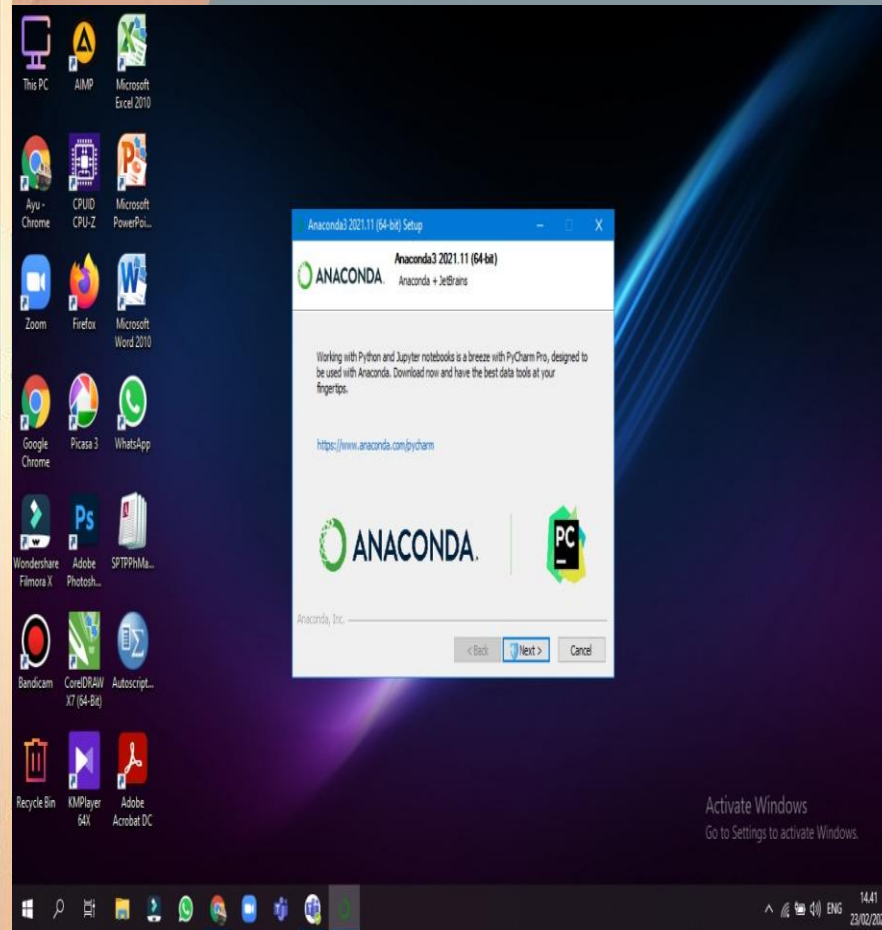 This PC
AIMP
Microsoft
Excel 2010
Ayu -
Chrome
CPUID
CPU-Z
Microsoft
PowerPoi...
Zoom
Firefox
Microsoft
Word 2010
Google
Chrome
Picasa 3
WhatsApp
Wondershare
Filmora X
Ps
Adobe
Photosh...
SPTPPhMa...
Bandicam
CorelDRAW
X7 (64-Bit)
Autoscript...
Recycle Bin
KMPlayer
64X
Adobe
Acrobat DC
Anaconda3 2021.11 (64-bit) Setup
ANACONDA.
Anaconda3 2021.11 (64-bit)
Anaconda + JetBrains
Working with Python and Jupyter notebooks is a breeze with PyCharm Pro, designed to
be used with Anaconda. Download now and have the best data tools at your
fingertips.
https://www.anaconda.com/pycharm
ANACONDA.
PC
Anaconda, Inc.
< Back
Next >
Cancel
Activate Windows
Go to Settings to activate Windows.
ENG
14.41